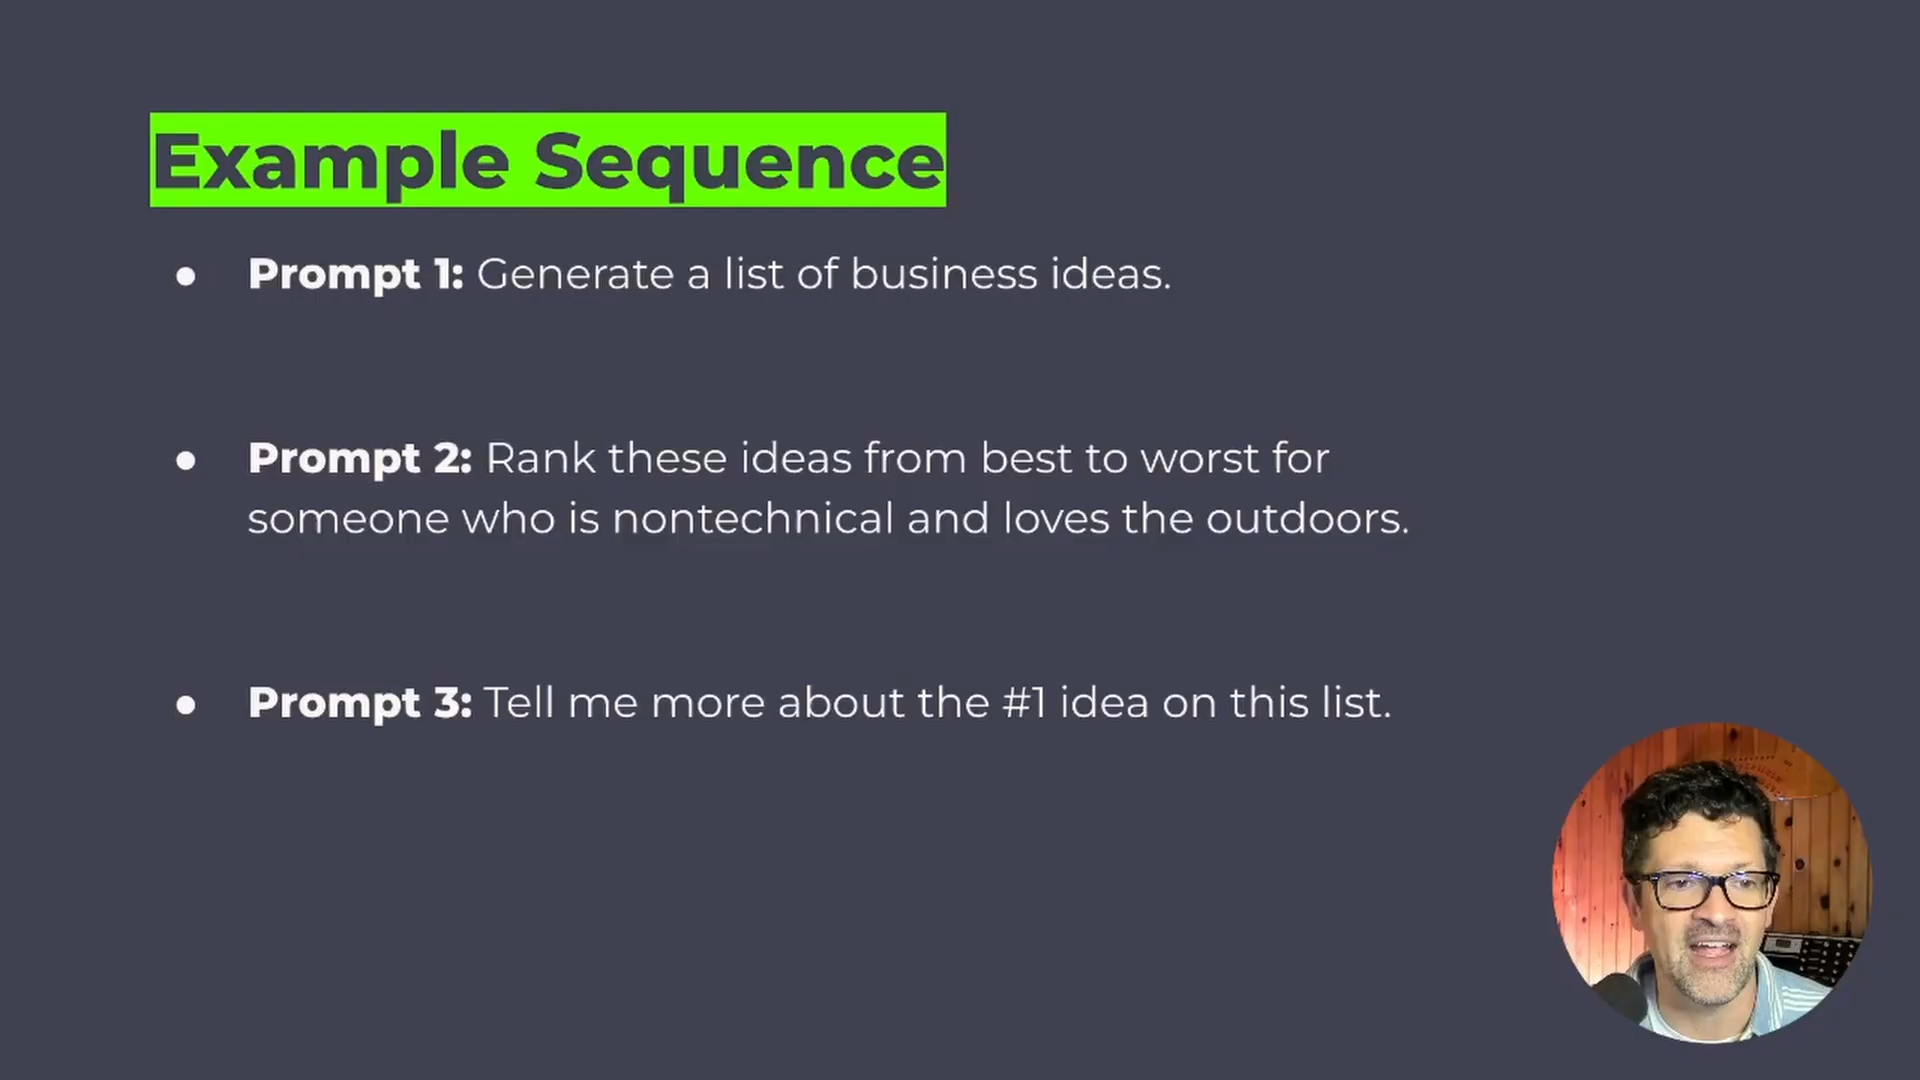 Example Sequence
● Prompt 1: Generate a list of business ideas.
● Prompt 2: Rank these ideas from best to worst for
someone who is nontechnical and loves the outdoors.
● Prompt 3: Tell me more about the #1 idea on this list.